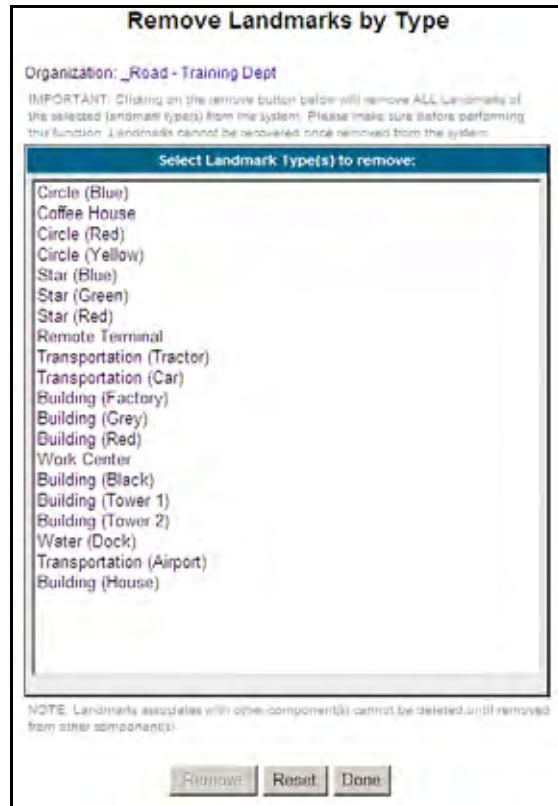 Remove Landmarks by Type
Organization: _Road - Training Dept
IMPORTANT: Clicking on the remove button below will remove ALL Landmarks of
the selected landmark type(s) from the system. Please make sure before performing
this function. Landmarks cannot be recovered once removed from the system.
Select Landmark Type(s) to remove:
Circle (Blue)
Coffee House
Circle (Red)
Circle (Yellow)
Star (Blue)
Star (Green)
Star (Red)
Remote Terminal
Transportation (Tractor)
Transportation (Car)
Building (Factory)
Building (Grey)
Building (Red)
Work Center
Building (Black)
Building (Tower 1)
Building (Tower 2)
Water (Dock)
Transportation (Airport)
Building (House)
NOTE: Landmarks associates with other component(s) cannot be deleted until removed
from other component(s).
Remove Reset Done